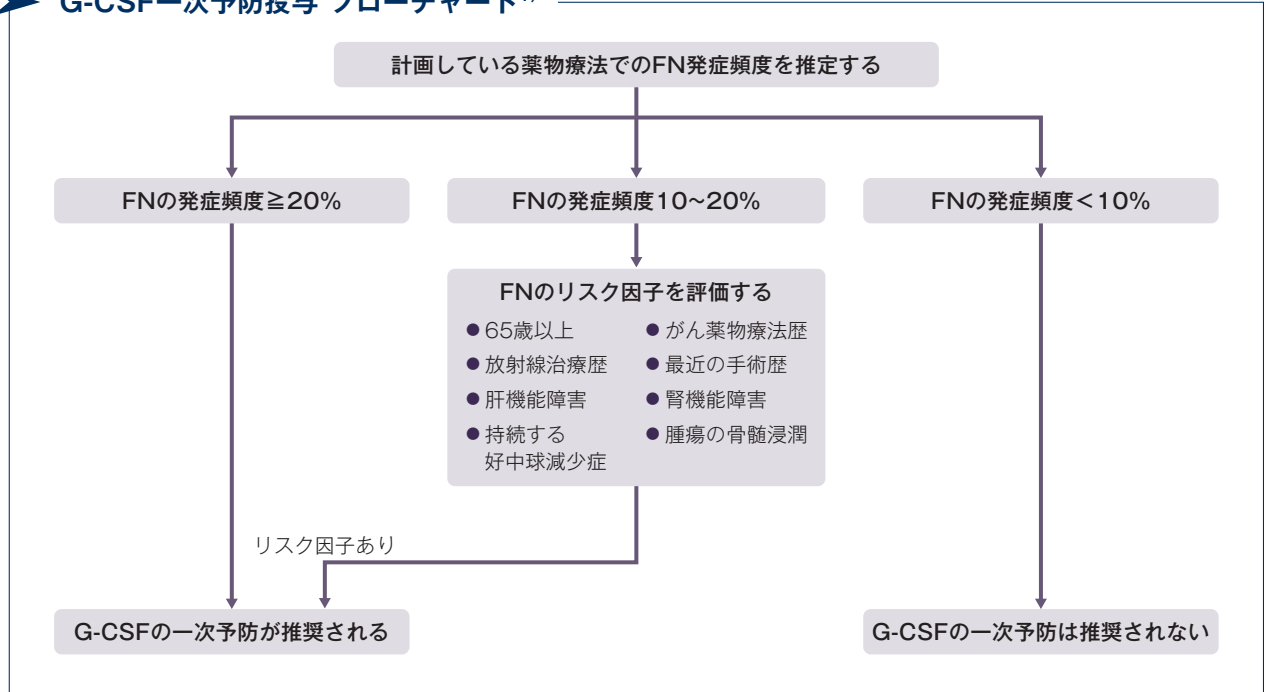 G-CSF一次予防投与 フローチャート
計画している薬物療法でのFN発症頻度を推定する
FNの発症頻度≧20%
FNの発症頻度10~20%
FNの発症頻度<10%
FNのリスク因子を評価する
●65歳以上
●がん薬物療法歴
●放射線治療歴
●最近の手術歴
●肝機能障害
●腎機能障害
●持続する
好中球減少症
●腫瘍の骨髄浸潤
リスク因子あり
G-CSFの一次予防が推奨される
G-CSFの一次予防は推奨されない